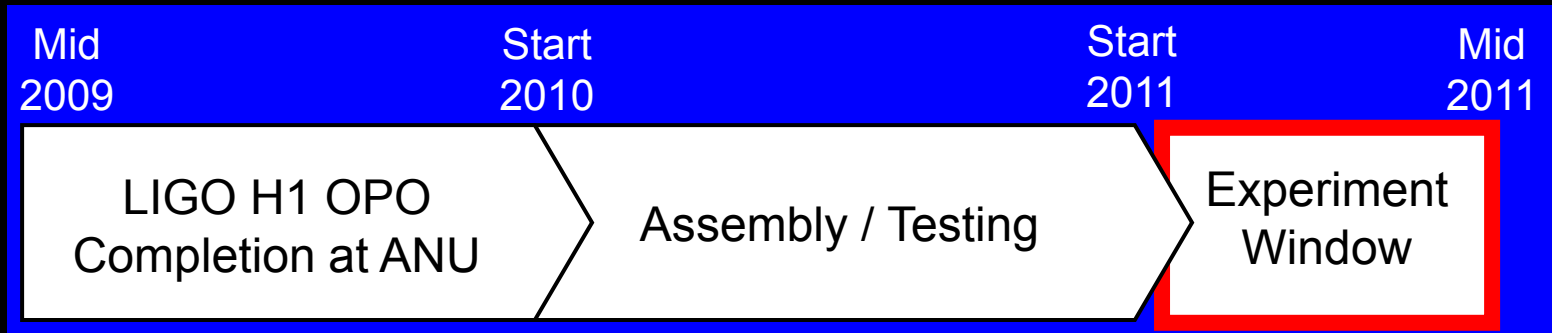 Mid
2009
Start
2010
Start
2011
Mid
2011
LIGO H1 OPO
Completion at ANU
Assembly / Testing
Experiment
Window